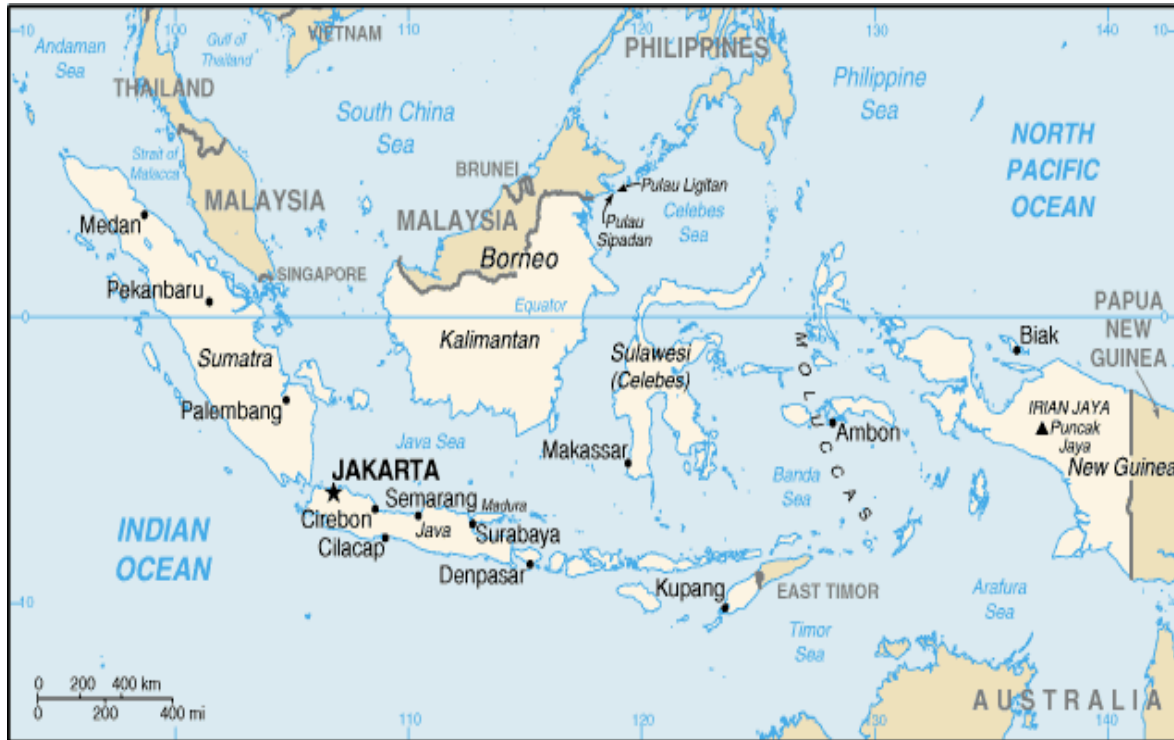 10
100
110
120
130
140
10
Andaman
Sea
Gulf of
Thailand
VIETNAM
PHILIPPINES
Philippine
Sea
THAILAND
South China
Sea
NORTH
PACIFIC
OCEAN
Strait of
Malacca
MALAYSIA
BRUNEI
MALAYSIA
Pulau Ligitan
Pulau
Sipadan
Celebes
Sea
Medan
Borneo
SINGAPORE
Pekanbaru
Equator
0
0
PAPUA
NEW
GUINEA
Biak
Sumatra
Kalimantan
Sulawesi
(Celebes)
MOLUCCAS
Palembang
IRIAN JAYA
Puncak
Jaya
New Guinea
Ambon
Java Sea
Makassar
Banda
Sea
JAKARTA
Semarang
Madura
Cirebon
Java
Surabaya
Cilacap
Denpasar
INDIAN
OCEAN
Kupang
EAST TIMOR
Arafura
Sea
10
Timor
Sea
AUSTRALIA
0 200 400 km
0 200 400 mi
110
120
130
140